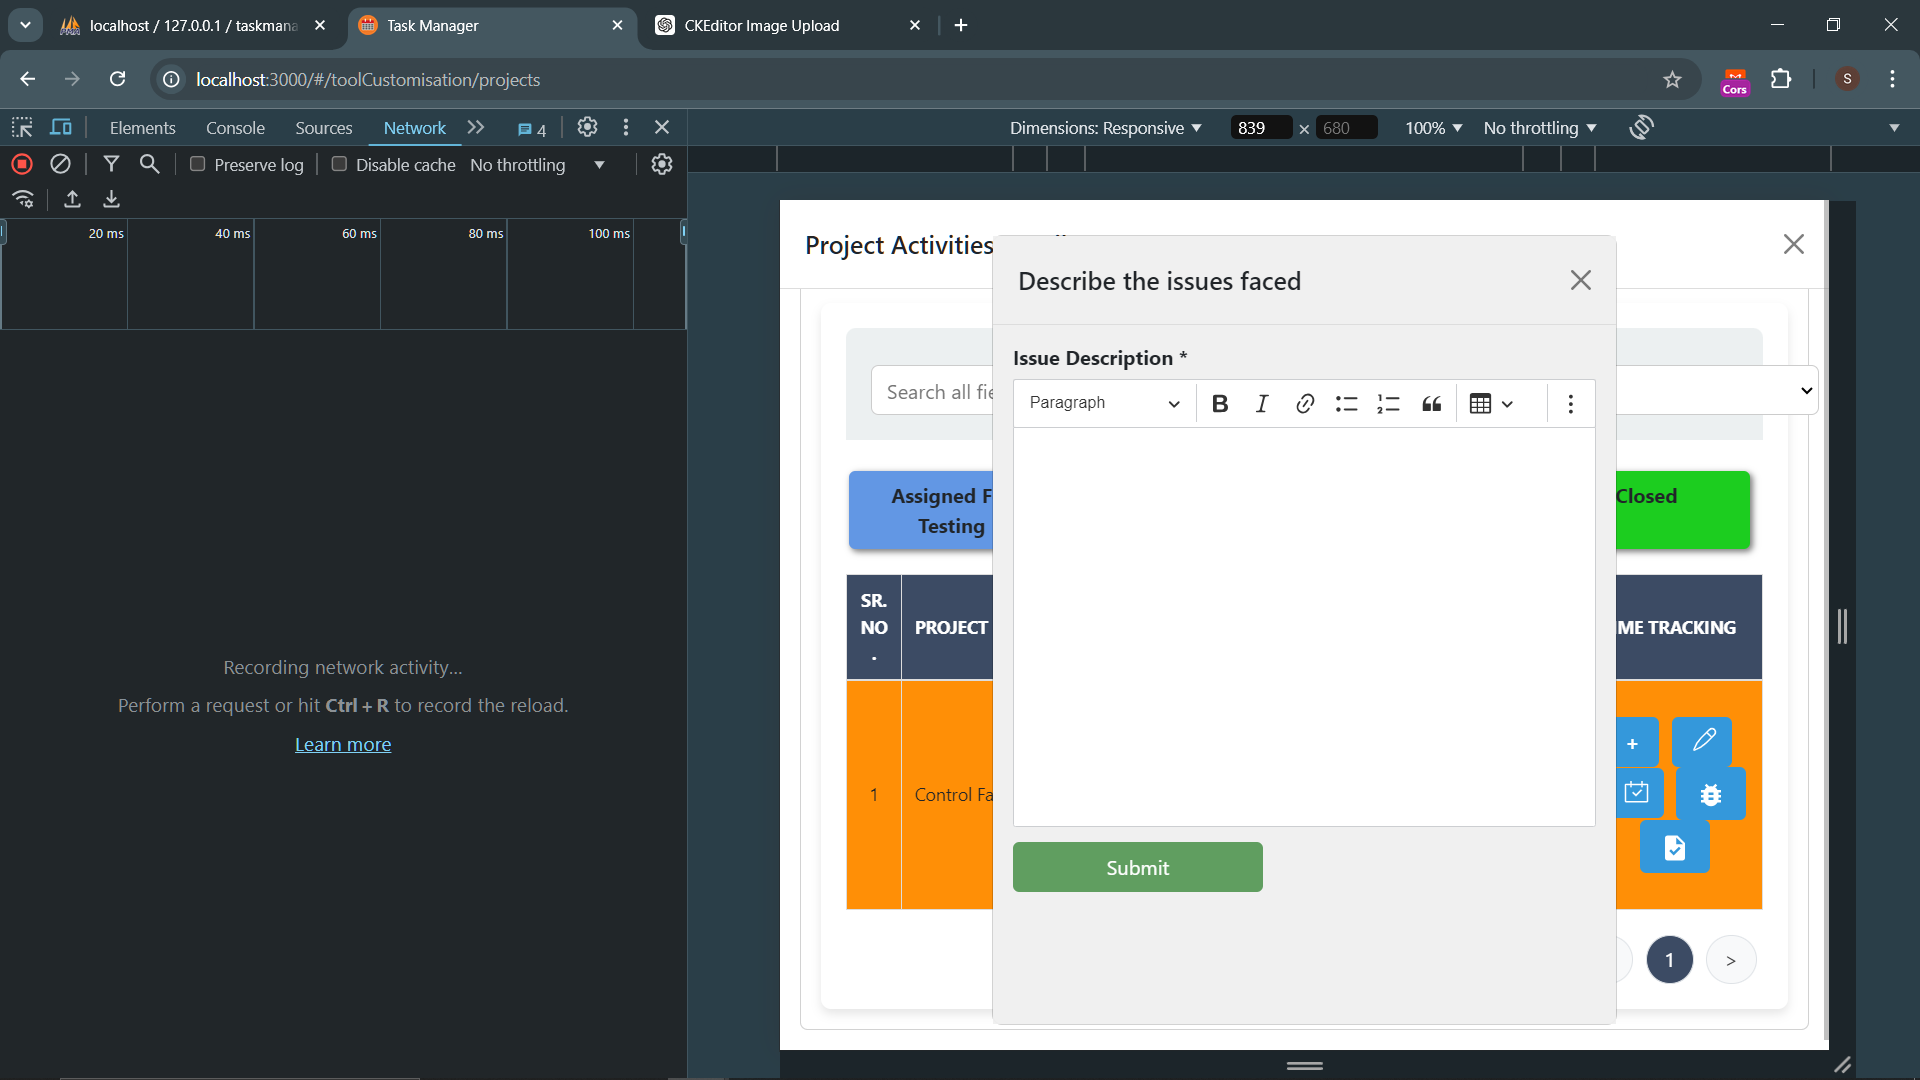 localhost / 127.0.0.1 / taskmana
Task Manager
CKEditor Image Upload
localhost:3000/#/toolCustomisation/projects
Cors
S
Elements
Console
Sources
Network
4
Dimensions: Responsive
839
×
680
100%
No throttling
Preserve log
Disable cache
No throttling
20 ms
40 ms
60 ms
80 ms
100 ms
Recording network activity...
Perform a request or hit Ctrl + R to record the reload.
Learn more
Project Activities
Describe the issues faced
Issue Description *
Search all fie
Paragraph
Assigned F
Testing
Closed
SR.
NO
.
PROJECT
ME TRACKING
1
Control Fa
+
Submit
1
>